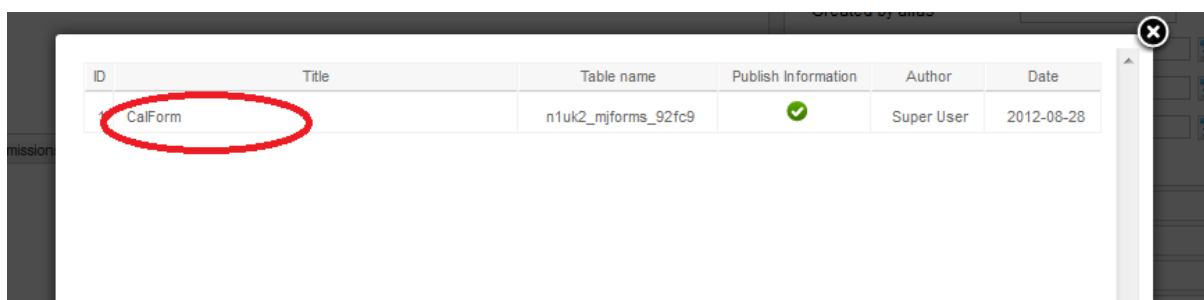 Created by alias
ID Title Table name Publish Information Author Date
1 CalForm n1uk2_mjforms_92fc9 Super User 2012-08-28
mission